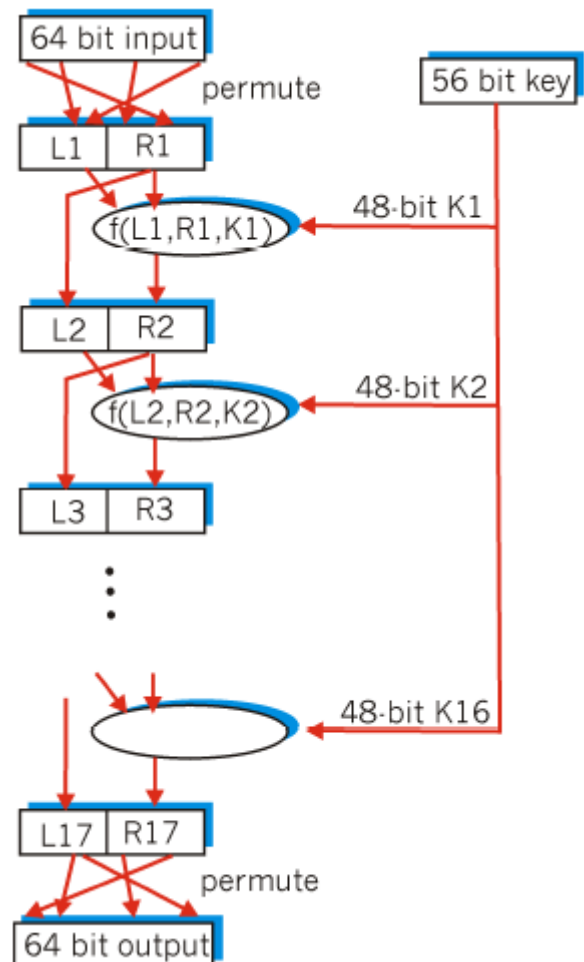 64 bit input
56 bit key
permute
L1 R1
48-bit K1
f(L1,R1,K1)
L2 R2
48-bit K2
f(L2,R2,K2)
L3 R3
48-bit K16
L17 R17
permute
64 bit output